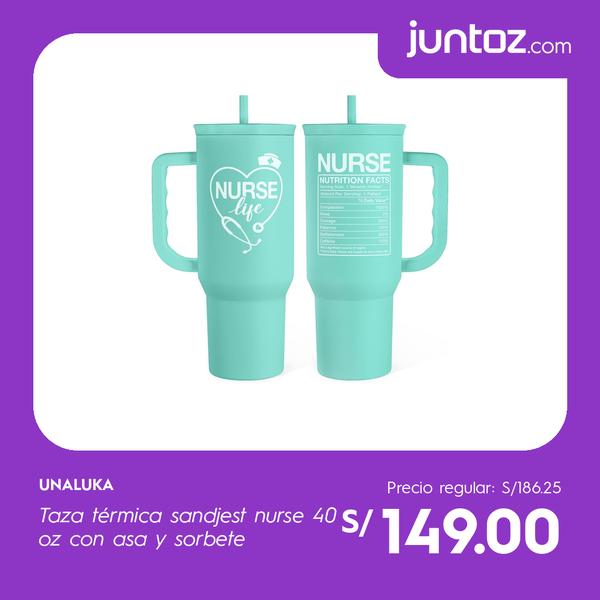 juntoz.com
NURSE
life
NURSE
NUTRITION FACTS
UNALUKA
Taza térmica sandjest nurse 40
oz con asa y sorbete
Precio regular: S/186.25
S/149.00